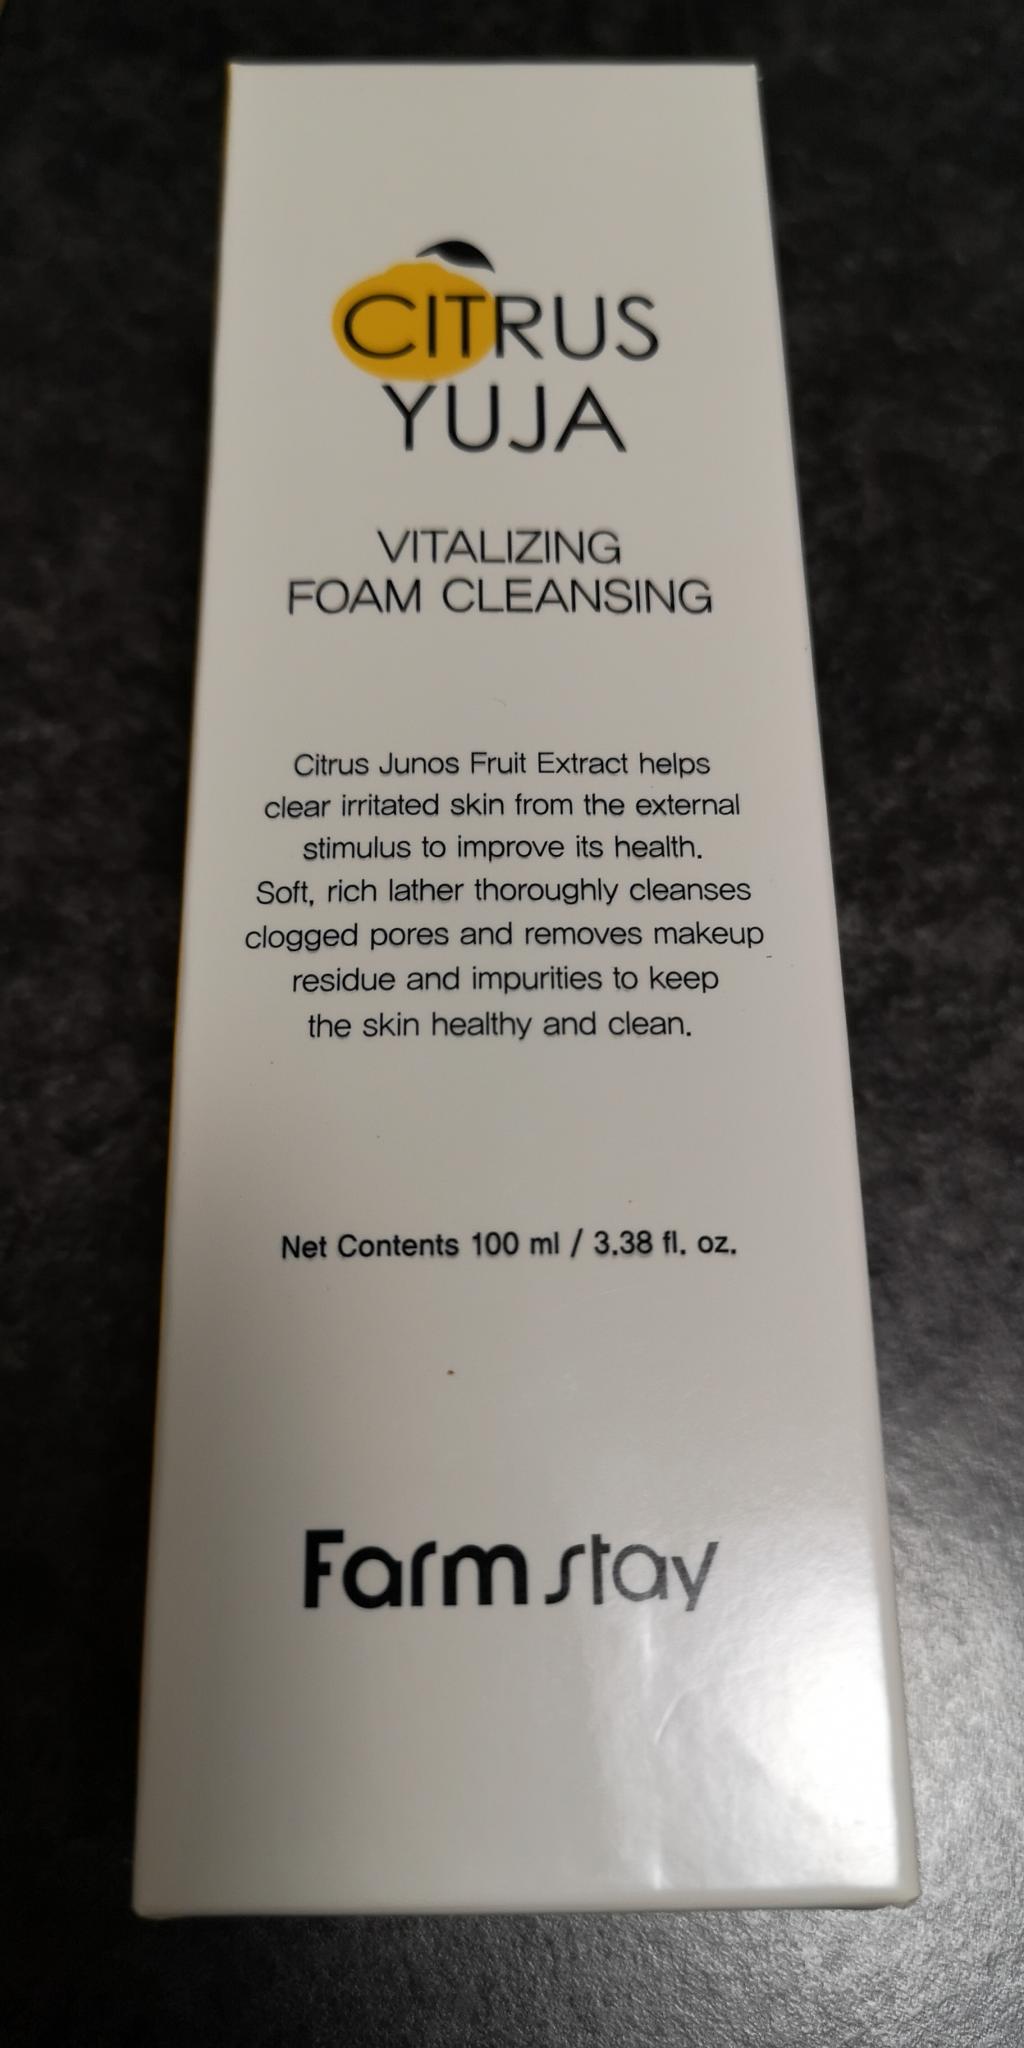 CITRUS
YUJA
VITALIZING
FOAM CLEANSING
Citrus Junos Fruit Extract helps
clear irritated skin from the external
stimulus to improve its health.
Soft, rich lather thoroughly cleanses
clogged pores and removes makeup
residue and impurities to keep
the skin healthy and clean.
Net Contents 100 ml / 3.38 fl. oz.
Farm stay